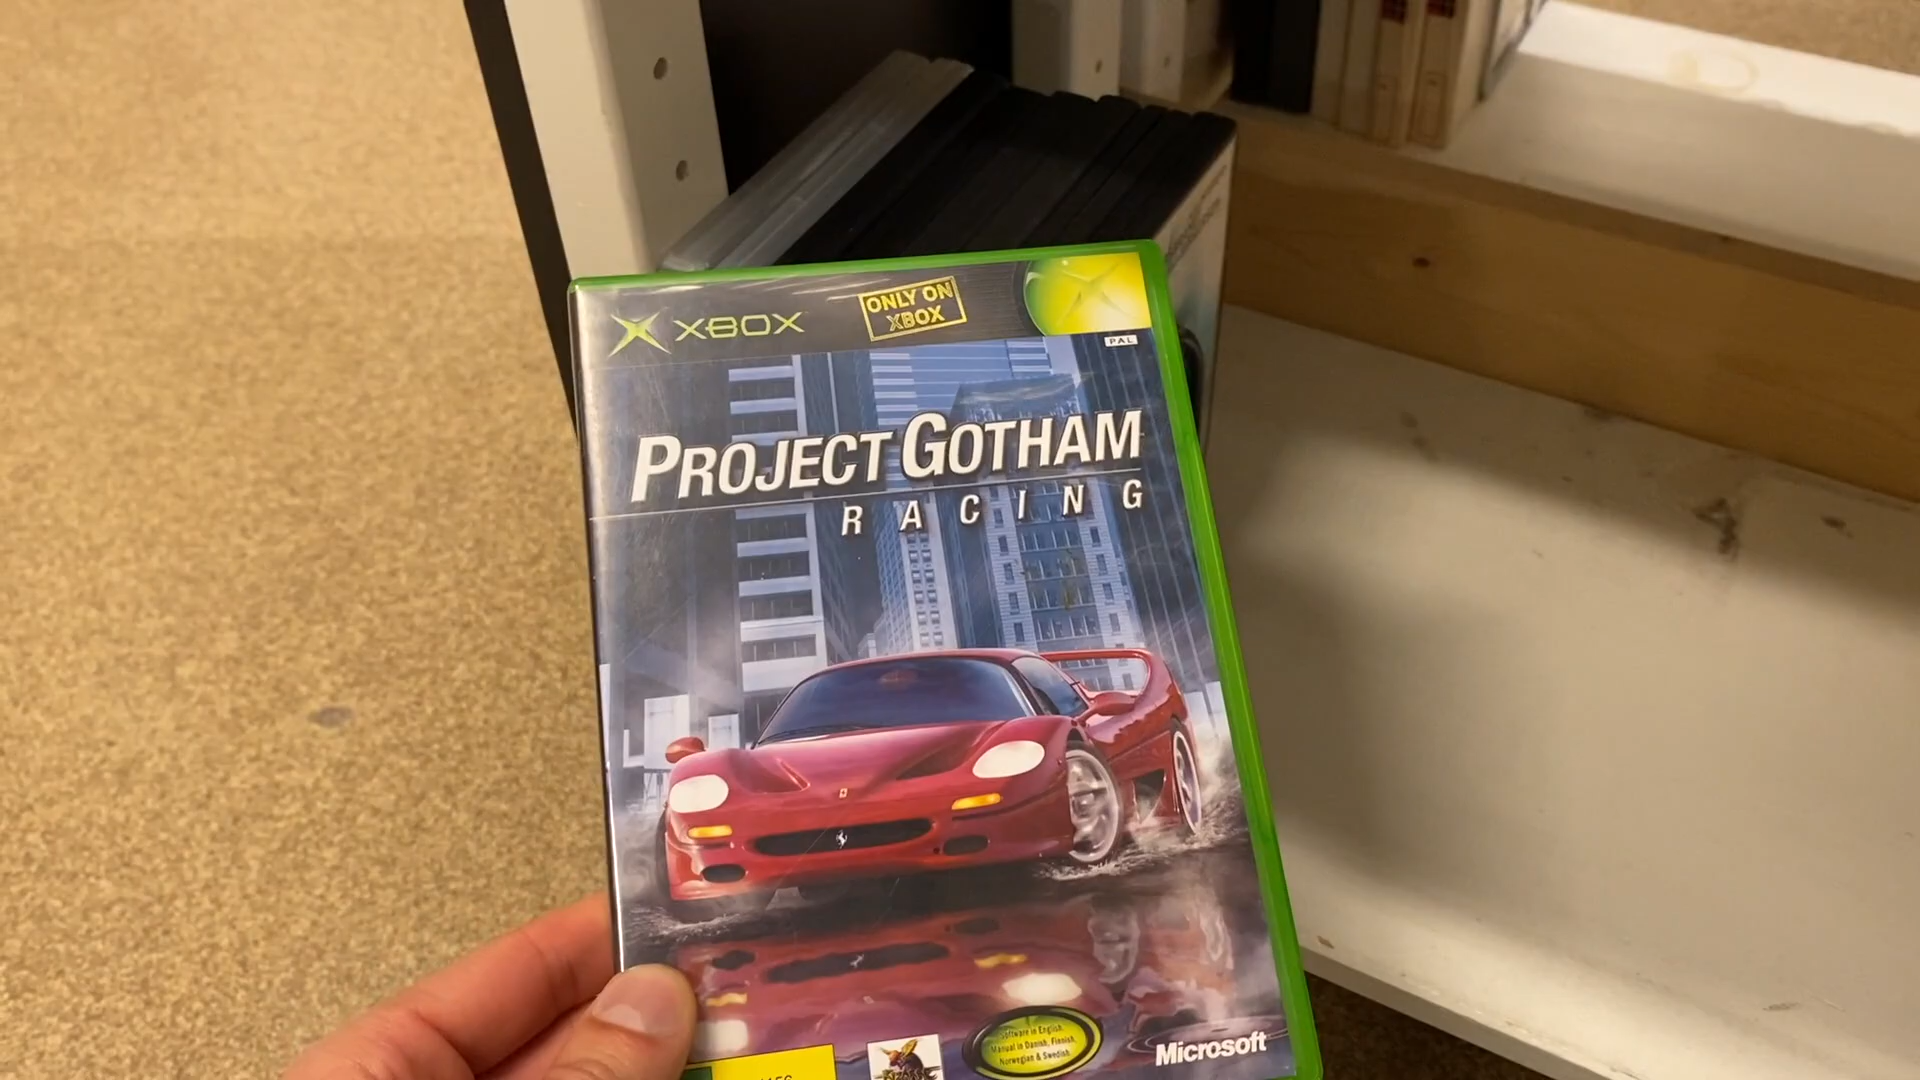 XBOX
ONLY ON
XBOX
PAL
PROJECT GOTHAM
RACING
Software in English.
Manual in Danish, Finnish,
Norwegian & Swedish
Microsoft